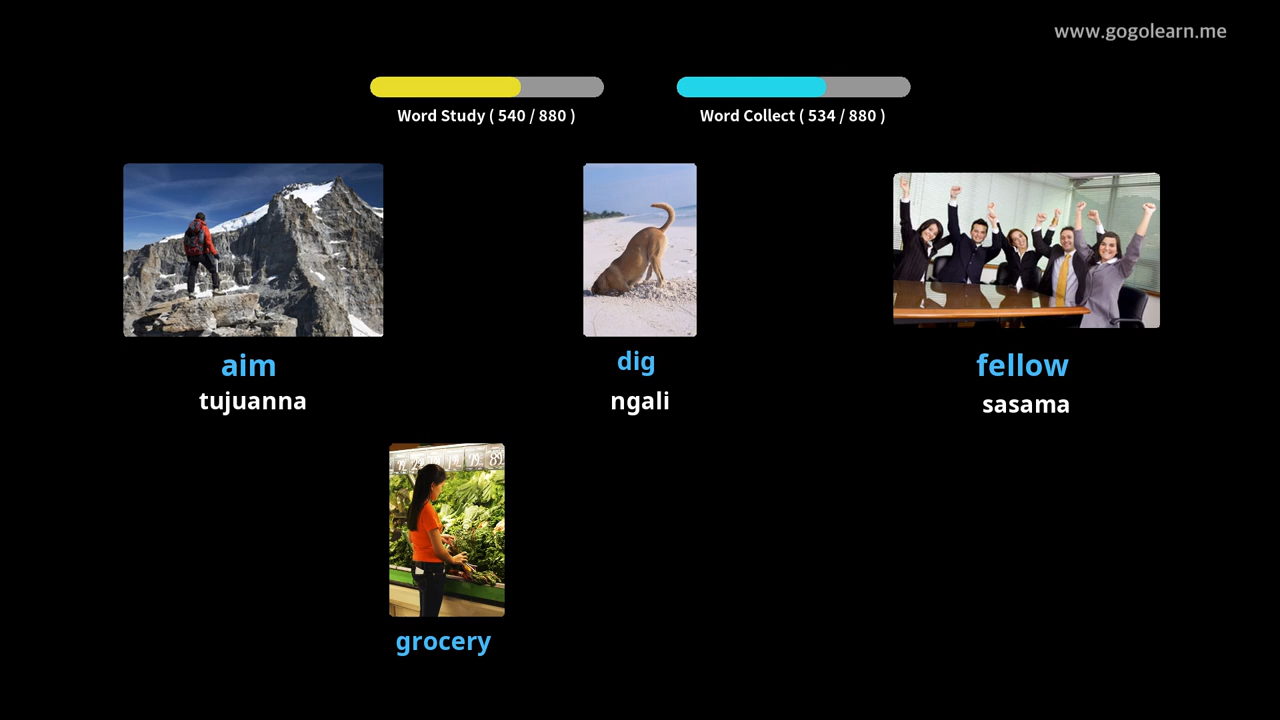 www.gogolearn.me
Word Study ( 540 / 880 )
Word Collect ( 534 / 880 )
aim
tujuanna
dig
ngali
fellow
sasama
grocery